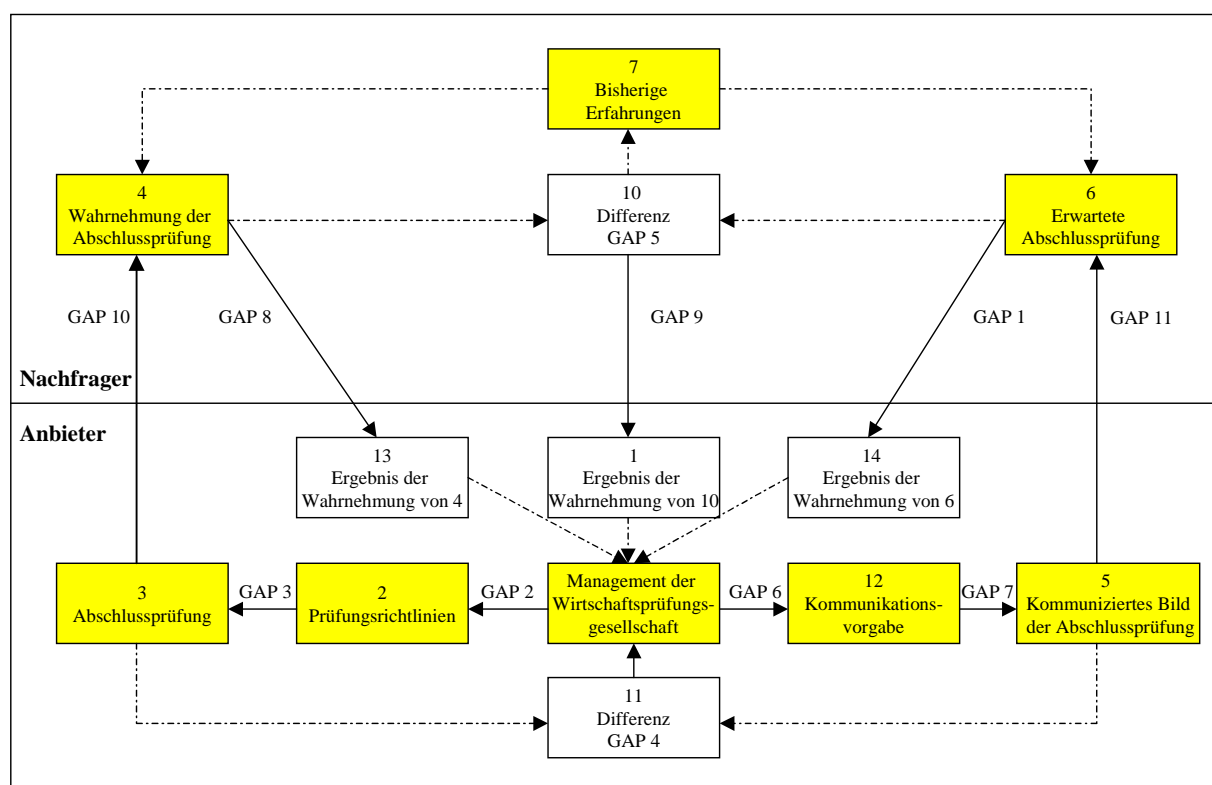 7
Bisherige
Erfahrungen
4
Wahrnehmung der
Abschlussprüfung
10
Differenz
GAP 5
6
Erwartete
Abschlussprüfung
GAP 10
GAP 8
GAP 9
GAP 1
GAP 11
Nachfrager
Anbieter
13
Ergebnis der
Wahrnehmung von 4
1
Ergebnis der
Wahrnehmung von 10
14
Ergebnis der
Wahrnehmung von 6
3
Abschlussprüfung
GAP 3
2
Prüfungsrichtlinien
GAP 2
Management der
Wirtschaftsprüfungs-
gesellschaft
GAP 6
12
Kommunikations-
vorgabe
GAP 7
5
Kommuniziertes Bild
der Abschlussprüfung
11
Differenz
GAP 4